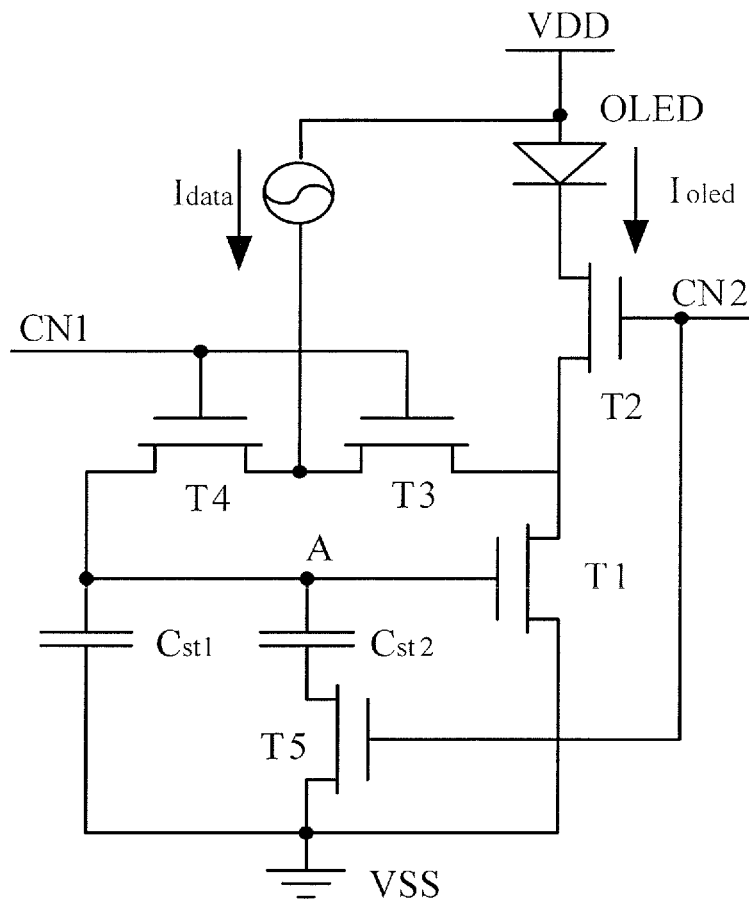 VDD
OLED
Idata
Ioled
CN2
CN1
T2
T4
T3
A
T1
Cst1
Cst2
T5
VSS